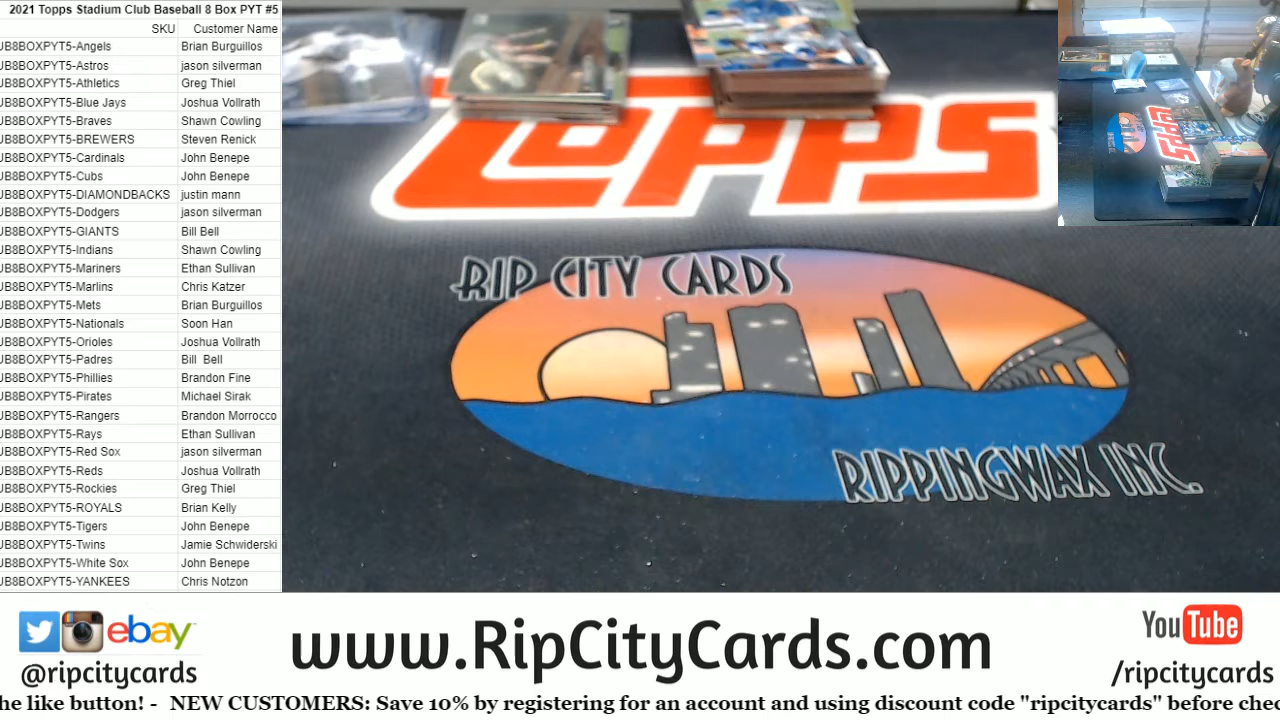 2021 Topps Stadium Club Baseball 8 Box PYT #5
SKU Customer Name
JB8BOXPYT5-Angels Brian Burguillos
JB8BOXPYT5-Astros jason silverman
JB8BOXPYT5-Athletics Greg Thiel
JB8BOXPYT5-Blue Jays Joshua Vollrath
JB8BOXPYT5-Braves Shawn Cowling
JB8BOXPYT5-BREWERS Steven Renick
JB8BOXPYT5-Cardinals John Benepe
JB8BOXPYT5-Cubs John Benepe
JB8BOXPYT5-DIAMONDBACKS justin mann
JB8BOXPYT5-Dodgers jason silverman
JB8BOXPYT5-GIANTS Bill Bell
JB8BOXPYT5-Indians Shawn Cowling
JB8BOXPYT5-Mariners Ethan Sullivan
JB8BOXPYT5-Marlins Chris Katzer
JB8BOXPYT5-Mets Brian Burguillos
JB8BOXPYT5-Nationals Soon Han
JB8BOXPYT5-Orioles Joshua Vollrath
JB8BOXPYT5-Padres Bill Bell
JB8BOXPYT5-Phillies Brandon Fine
JB8BOXPYT5-Pirates Michael Sirak
JB8BOXPYT5-Rangers Brandon Morrocco
JB8BOXPYT5-Rays Ethan Sullivan
JB8BOXPYT5-Red Sox jason silverman
JB8BOXPYT5-Reds Joshua Vollrath
JB8BOXPYT5-Rockies Greg Thiel
JB8BOXPYT5-ROYALS Brian Kelly
JB8BOXPYT5-Tigers John Benepe
JB8BOXPYT5-Twins Jamie Schwiderski
JB8BOXPYT5-White Sox John Benepe
JB8BOXPYT5-YANKEES Chris Notzon
TOPPS
RIP CITY CARDS
RIPPINGWAX INC.
TOPPS
ebay
@ripcitycards
www.RipCityCards.com
YouTube
/ripcitycards
he like button! - NEW CUSTOMERS: Save 10% by registering for an account and using discount code "ripcitycards" before chec